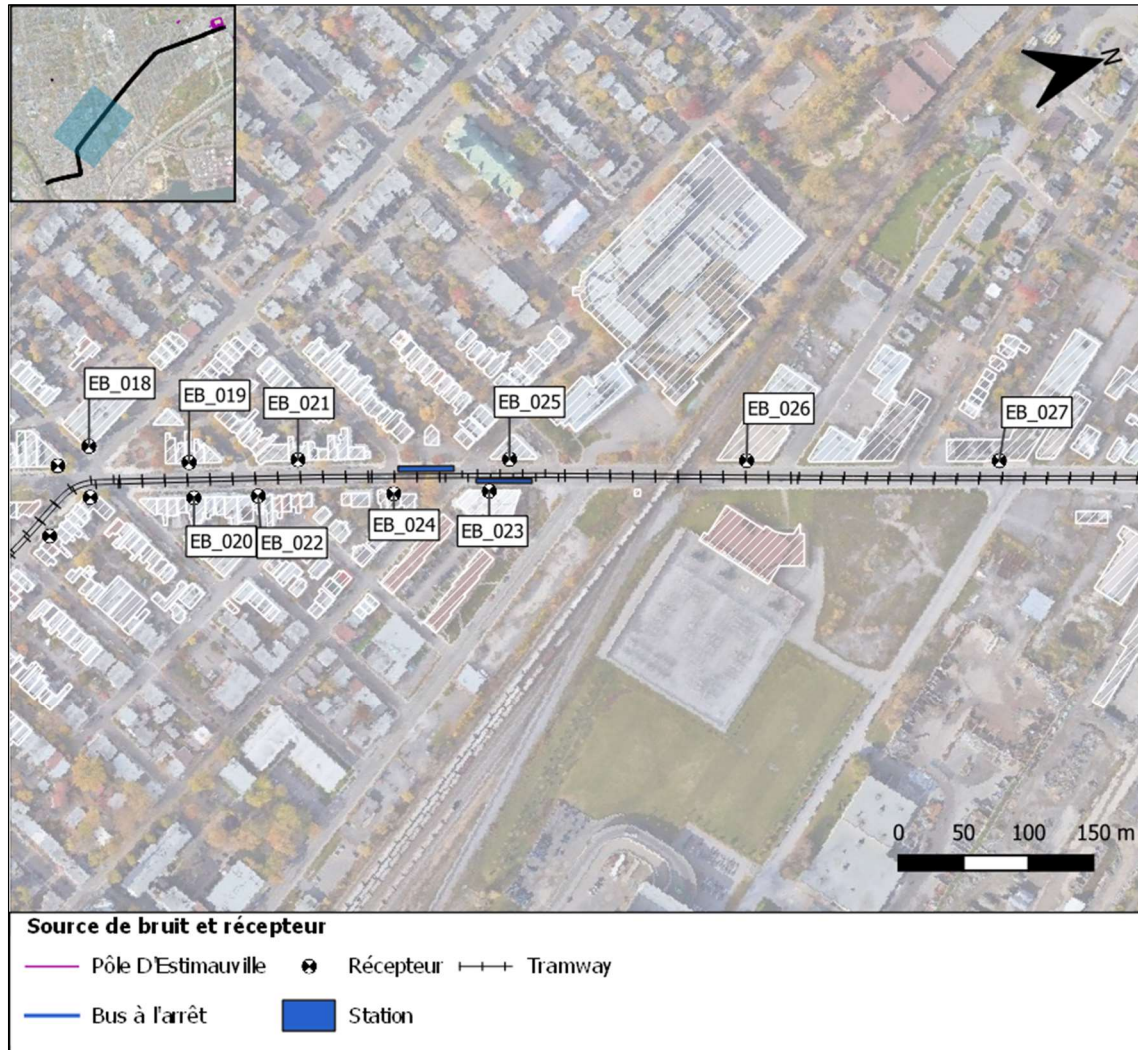 N
EB_018
EB_019
EB_021
EB_025
EB_026
EB_027
EB_020
EB_022
EB_024
EB_023
0 50 100 150 m
Source de bruit et récepteur
Pôle D'Estimauville Récepteur Tramway
Bus à l'arrêt Station